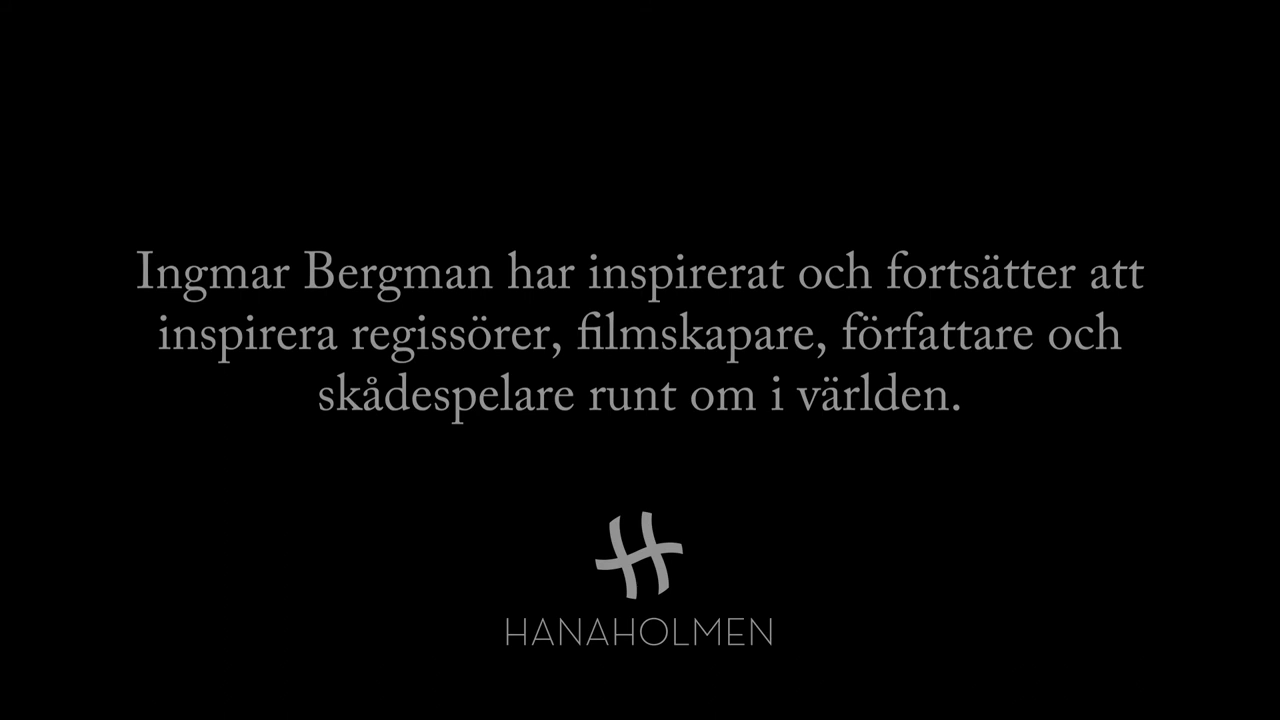 Ingmar Bergman har inspirerat och fortsätter att
inspirera regissörer, filmskapare, författare och
skådespelare runt om i världen.
HANAHOLMEN